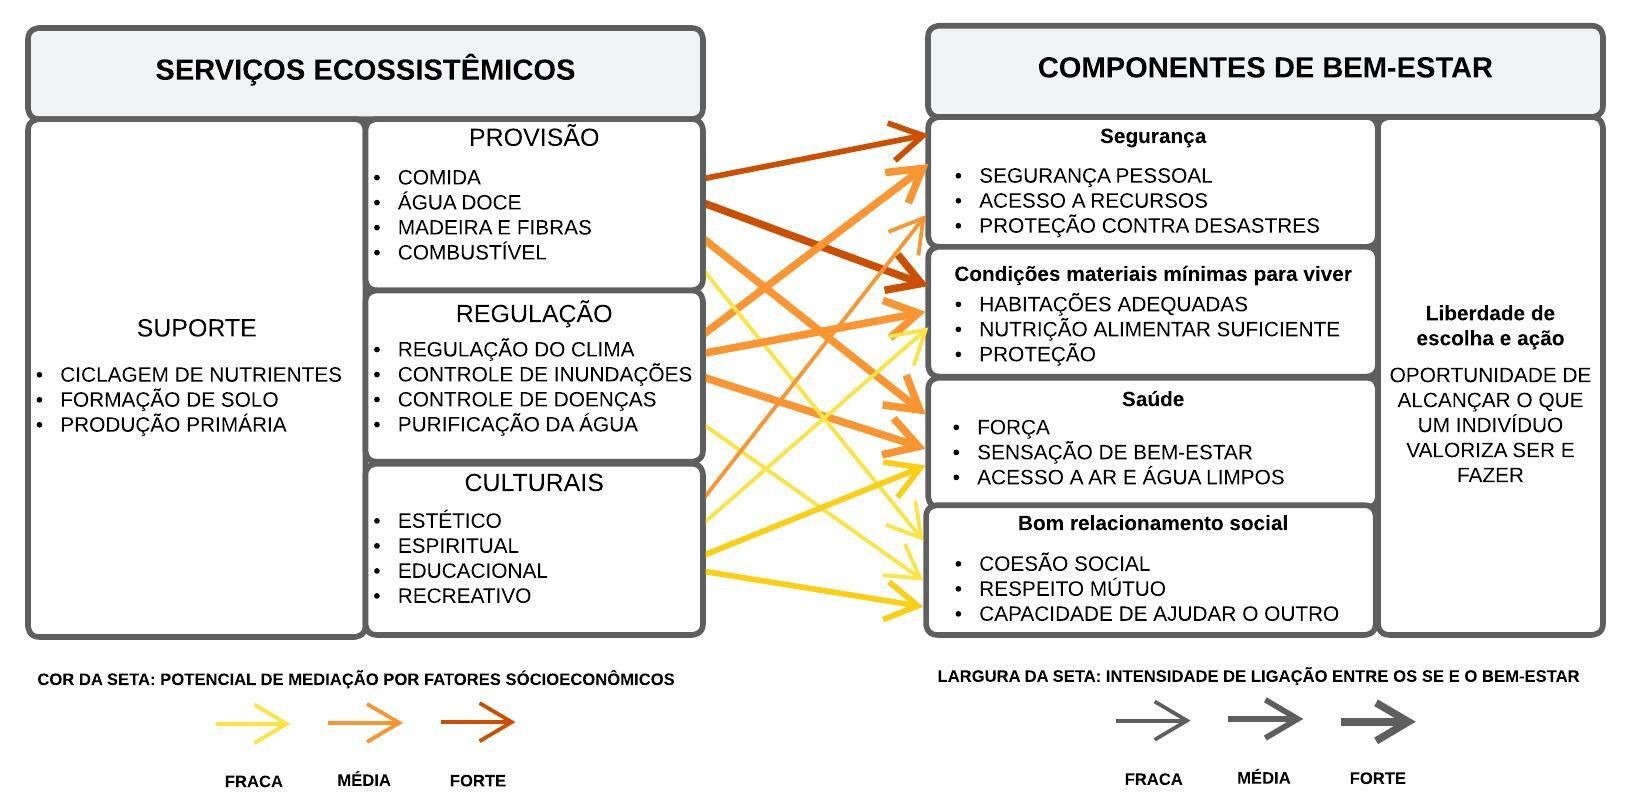 SERVIÇOS ECOSSISTÊMICOS
SUPORTE
• CICLAGEM DE NUTRIENTES
• FORMAÇÃO DE SOLO
• PRODUÇÃO PRIMÁRIA
PROVISÃO
• COMIDA
• ÁGUA DOCE
• MADEIRA E FIBRAS
• COMBUSTÍVEL
REGULAÇÃO
• REGULAÇÃO DO CLIMA
• CONTROLE DE INUNDAÇÕES
• CONTROLE DE DOENÇAS
• PURIFICAÇÃO DA ÁGUA
CULTURAIS
• ESTÉTICO
• ESPIRITUAL
• EDUCACIONAL
• RECREATIVO
COMPONENTES DE BEM-ESTAR
Segurança
• SEGURANÇA PESSOAL
• ACESSO A RECURSOS
• PROTEÇÃO CONTRA DESASTRES
Condições materiais mínimas para viver
• HABITAÇÕES ADEQUADAS
• NUTRIÇÃO ALIMENTAR SUFICIENTE
• PROTEÇÃO
Saúde
• FORÇA
• SENSAÇÃO DE BEM-ESTAR
• ACESSO A AR E ÁGUA LIMPOS
Bom relacionamento social
• COESÃO SOCIAL
• RESPEITO MÚTUO
• CAPACIDADE DE AJUDAR O OUTRO
Liberdade de
escolha e ação
OPORTUNIDADE DE
ALCANÇAR O QUE
UM INDIVÍDUO
VALORIZA SER E
FAZER
COR DA SETA: POTENCIAL DE MEDIAÇÃO POR FATORES SÓCIOECONÔMICOS
FRACA
MÉDIA
FORTE
LARGURA DA SETA: INTENSIDADE DE LIGAÇÃO ENTRE OS SE E O BEM-ESTAR
FRACA
MÉDIA
FORTE